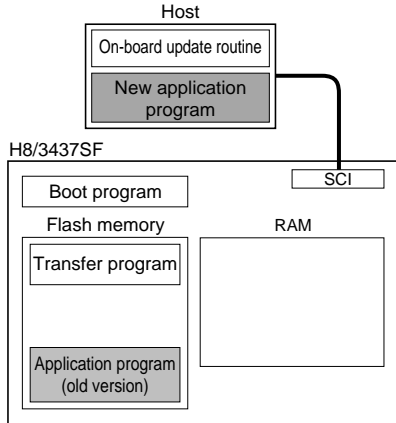 Host
On-board update routine
New application
program
H8/3437SF
SCI
Boot program
Flash memory
RAM
Transfer program
Application program
(old version)